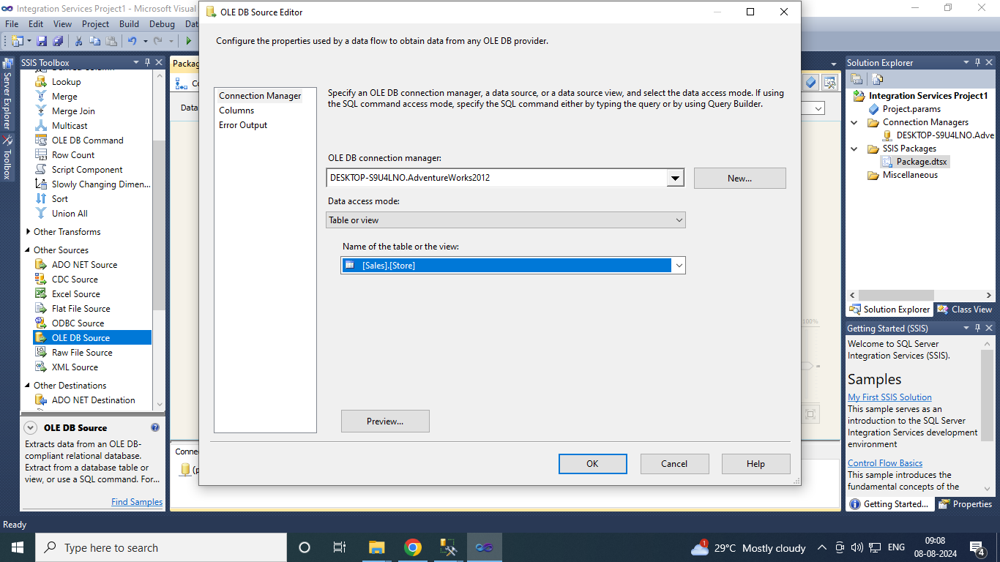 Integration Services Project1 - Microsoft Visual
File Edit View Project Build Debug Dat
SSIS Toolbox
Server Explorer
Toolbox
Lookup
Merge
Merge Join
Multicast
OLE DB Command
Row Count
Script Component
Slowly Changing Dimen...
Sort
Union All
Other Transforms
Other Sources
ADO NET Source
CDC Source
Excel Source
Flat File Source
ODBC Source
OLE DB Source
Raw File Source
XML Source
Other Destinations
ADO NET Destination
OLE DB Source
Extracts data from an OLE DB-
compliant relational database.
Extract from a database table or
view, or use a SQL command. For...
Find Samples
Packag
Co
Data
Conne
(p
OLE DB Source Editor
Configure the properties used by a data flow to obtain data from any OLE DB provider.
Connection Manager
Columns
Error Output
Specify an OLE DB connection manager, a data source, or a data source view, and select the data access mode. If using
the SQL command access mode, specify the SQL command either by typing the query or by using Query Builder.
OLE DB connection manager:
DESKTOP-S9U4LNO.AdventureWorks2012
New...
Data access mode:
Table or view
Name of the table or the view:
[Sales].[Store]
Preview...
OK
Cancel
Help
100%
Solution Explorer
Integration Services Project1
Project.params
Connection Managers
DESKTOP-S9U4LNO.Adve
SSIS Packages
Package.dtsx
Miscellaneous
Solution Explorer
Class View
Getting Started (SSIS)
Welcome to SQL Server
Integration Services (SSIS).
Samples
My First SSIS Solution
This sample serves as an
introduction to the SQL Server
Integration Services development
environment
Control Flow Basics
This sample introduces the
fundamental concepts of the
Getting Started...
Properties
Ready
Type here to search
1
29°C Mostly cloudy
ENG
09:08
08-08-2024
4